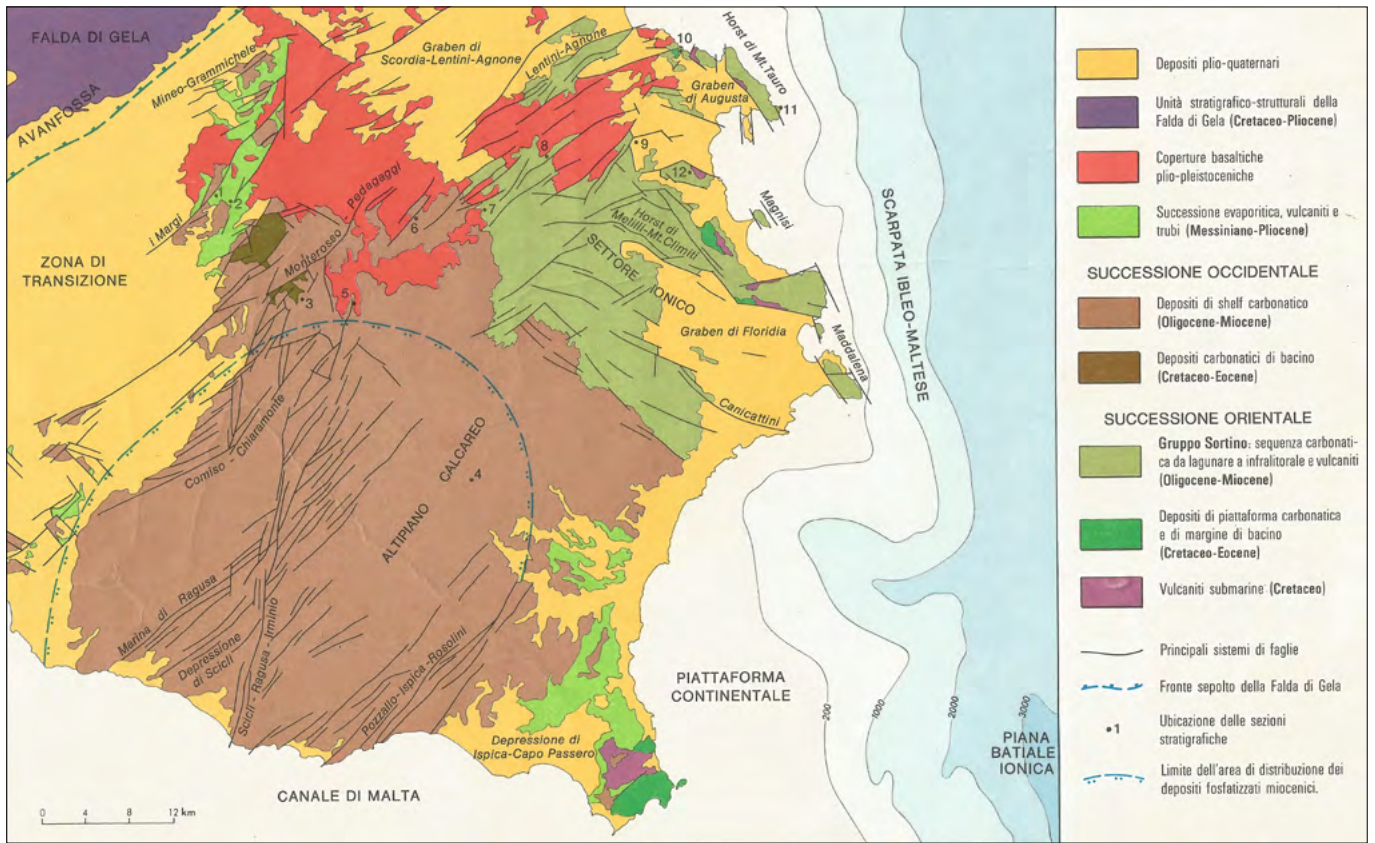 FALDA DI GELA
AVANFOSSA
Mineo-Grammichele
Graben di
Scordia-Lentini-Agnone
Lentini-Agnone
10
Horst di Mt.Tauro
Graben
di Augusta
11
8
9
12
1
2
i Margi
Pedagaggi
6
7
Magnisi
Horst di
Melilli-Mt.Climiti
SETTORE IONICO
ZONA DI
TRANSIZIONE
Monterosso
3
5
Graben di Floridia
Maddalena
SCARPATA IBLEO-MALTESE
Canicattini
Comiso - Chiaramonte
ALTIPIANO CALCAREO
4
Marina di Ragusa
Depressione
di Scicli
Scicli - Ragusa - Irminio
Pozzallo-Ispica-Rosolini
PIATTAFORMA
CONTINENTALE
200
1000
2000
3000
Depressione di
Ispica-Capo Passero
PIANA
BATIALE
IONICA
CANALE DI MALTA
0 4 8 12 km
Depositi plio-quaternari
Unità stratigrafico-strutturali della
Falda di Gela (Cretaceo-Pliocene)
Coperture basaltiche
plio-pleistoceniche
Successione evaporitica, vulcaniti e
trubi (Messiniano-Pliocene)
SUCCESSIONE OCCIDENTALE
Depositi di shelf carbonatico
(Oligocene-Miocene)
Depositi carbonatici di bacino
(Cretaceo-Eocene)
SUCCESSIONE ORIENTALE
Gruppo Sortino: sequenza carbonati-
ca da lagunare a infralitorale e vulcaniti
(Oligocene-Miocene)
Depositi di piattaforma carbonatica
e di margine di bacino
(Cretaceo-Eocene)
Vulcaniti submarine (Cretaceo)
Principali sistemi di faglie
Fronte sepolto della Falda di Gela
1
Ubicazione delle sezioni
stratigrafiche
Limite dell'area di distribuzione dei
depositi fosfatizzati miocenici.